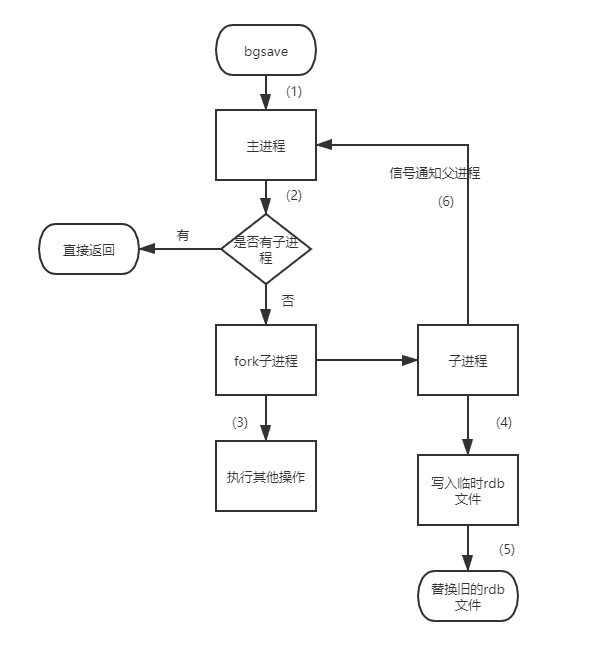 bgsave
(1)
主进程
信号通知父进程
(2)
(6)
有
是否有子进
程
直接返回
否
fork子进程
子进程
(3)
(4)
执行其他操作
写入临时rdb
文件
(5)
替换旧的rdb
文件